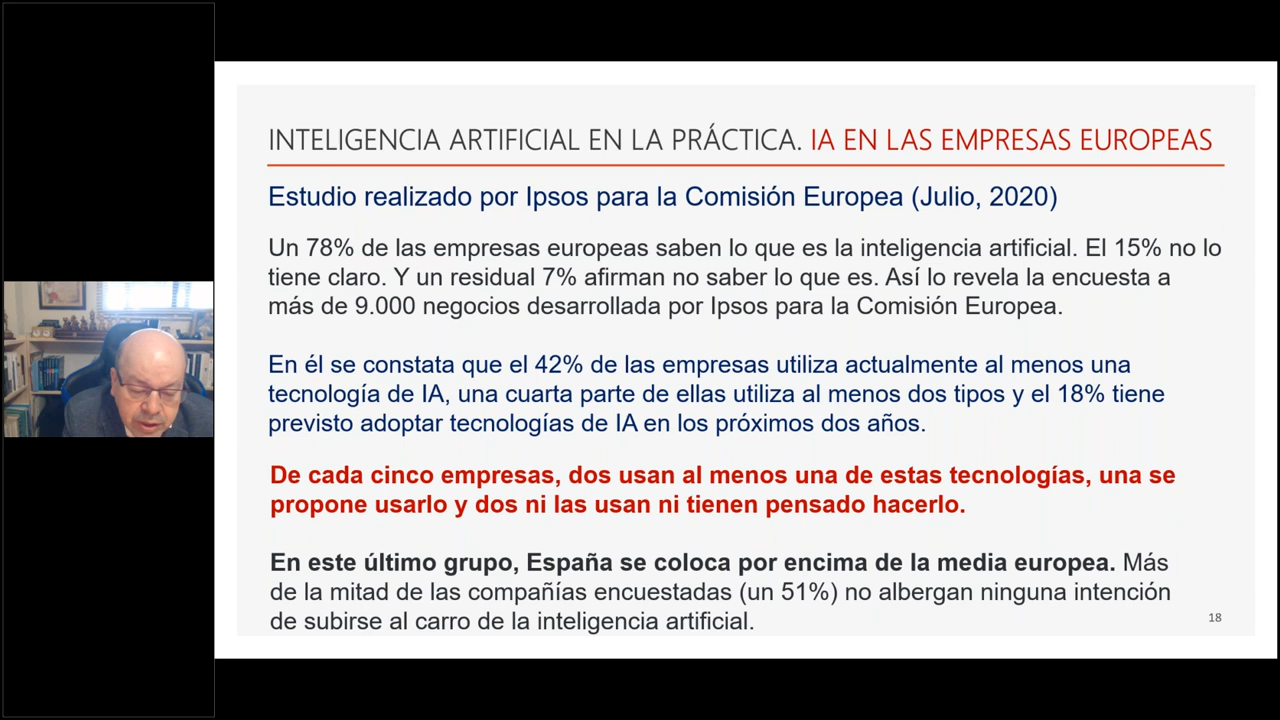 INTELIGENCIA ARTIFICIAL EN LA PRÁCTICA. IA EN LAS EMPRESAS EUROPEAS
Estudio realizado por Ipsos para la Comisión Europea (Julio, 2020)
Un 78% de las empresas europeas saben lo que es la inteligencia artificial. El 15% no lo
tiene claro. Y un residual 7% afirman no saber lo que es. Así lo revela la encuesta a
más de 9.000 negocios desarrollada por Ipsos para la Comisión Europea.
En él se constata que el 42% de las empresas utiliza actualmente al menos una
tecnología de IA, una cuarta parte de ellas utiliza al menos dos tipos y el 18% tiene
previsto adoptar tecnologías de IA en los próximos dos años.
De cada cinco empresas, dos usan al menos una de estas tecnologías, una se
propone usarlo y dos ni las usan ni tienen pensado hacerlo.
En este último grupo, España se coloca por encima de la media europea. Más
de la mitad de las compañías encuestadas (un 51%) no albergan ninguna intención
de subirse al carro de la inteligencia artificial.
18